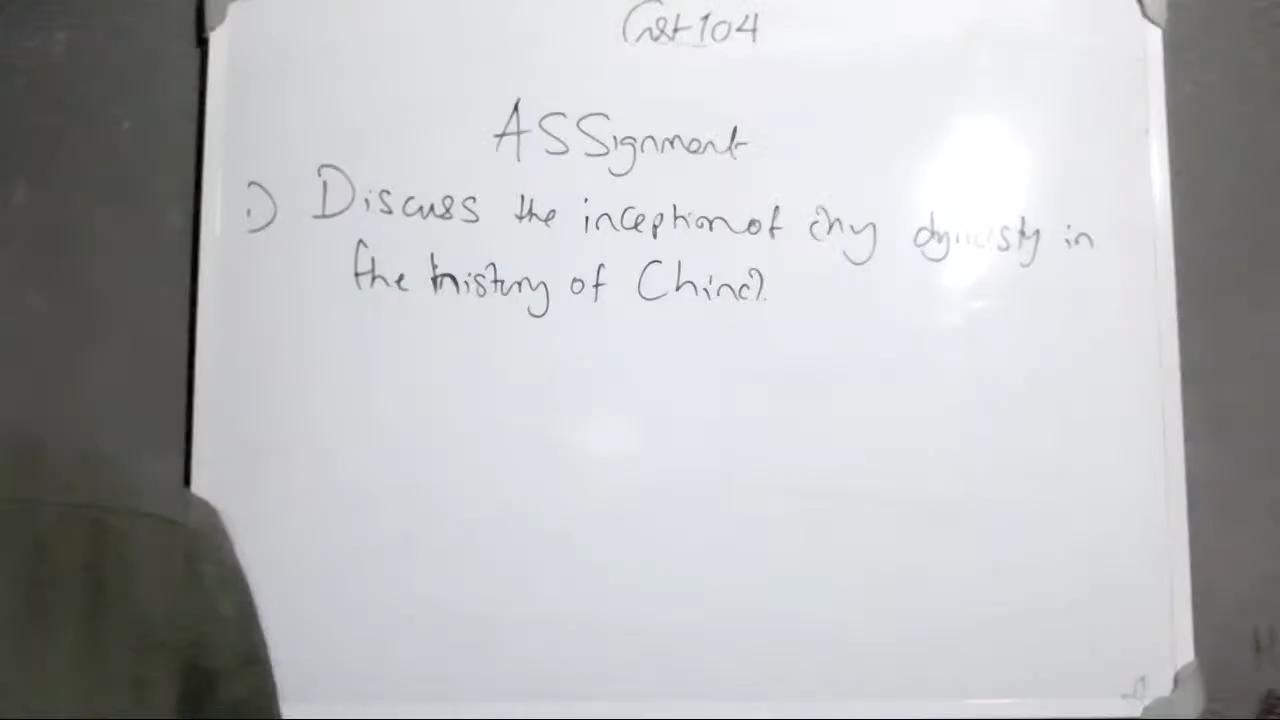 Gst 104
ASSignment
1) Discuss the inception of any dynasty in
the history of China?